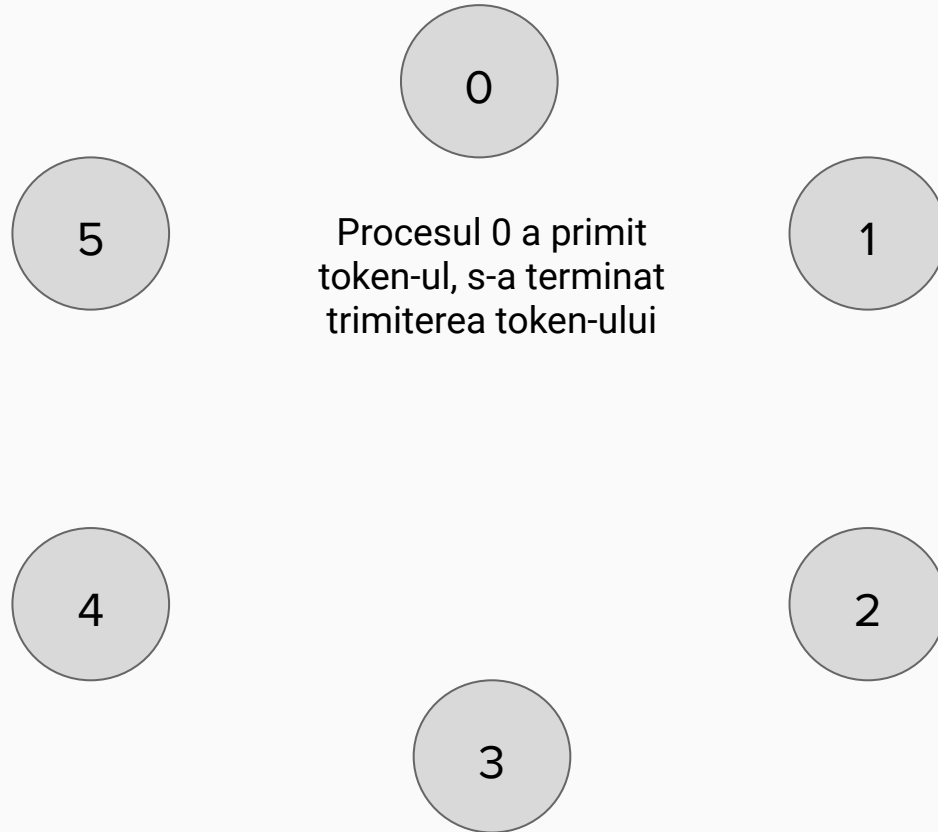 0
5
Procesul 0 a primit
token-ul, s-a terminat
trimiterea token-ului
1
4
2
3